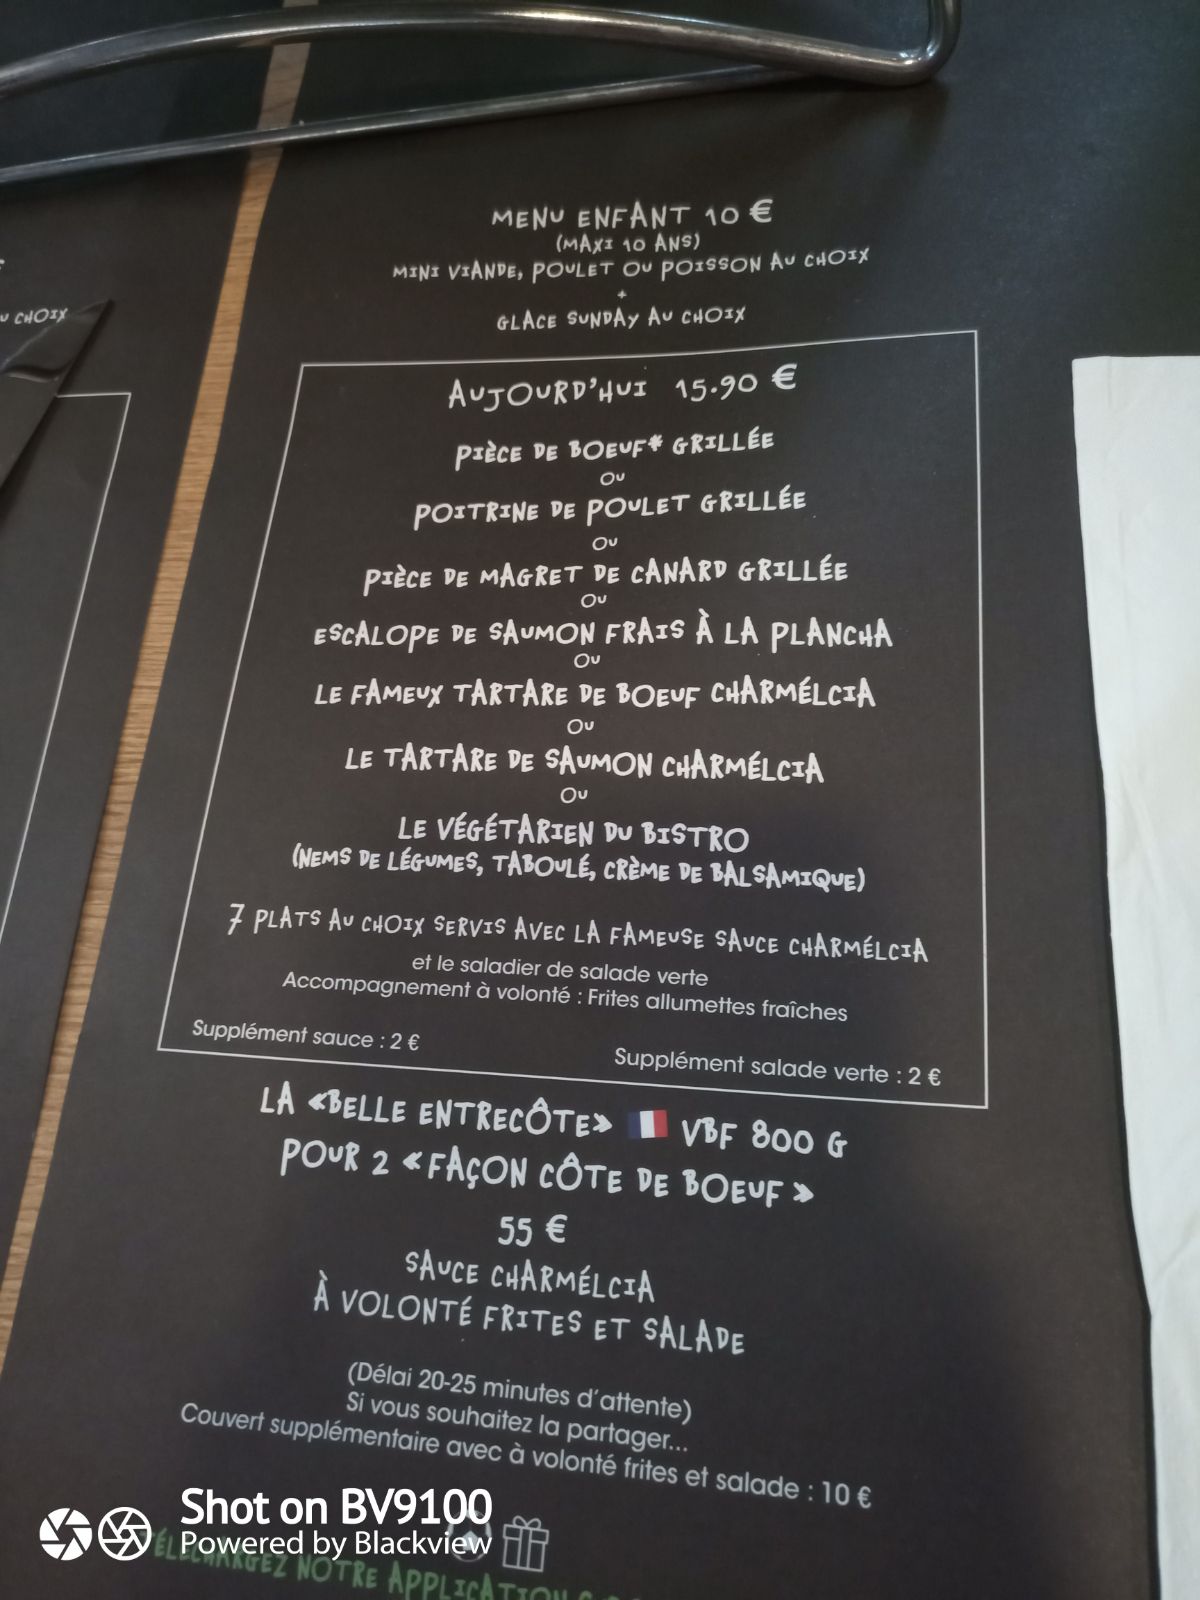 MENU ENFANT 10 €
(MAXI 10 ANS)
MINI VIANDE, POULET OU POISSON AU CHOIX
+
GLACE SUNDAY AU CHOIX
CHOIX
AUJOURD'HUI 15.90 €
PIÈCE DE BOEUF* GRILLÉE
OU
POITRINE DE POULET GRILLÉE
OU
PIÈCE DE MAGRET DE CANARD GRILLÉE
OU
ESCALOPE DE SAUMON FRAIS À LA PLANCHA
OU
LE FAMEUX TARTARE DE BOEUF CHARMÉLCIA
OU
LE TARTARE DE SAUMON CHARMÉLCIA
OU
LE VÉGÉTARIEN DU BISTRO
(NEMS DE LÉGUMES, TABOULÉ, CRÈME DE BALSAMIQUE)
7 PLATS AU CHOIX SERVIS AVEC LA FAMEUSE SAUCE CHARMÉLCIA
et le saladier de salade verte
Accompagnement à volonté : Frites allumettes fraîches
Supplément sauce : 2 €
Supplément salade verte : 2 €
LA «BELLE ENTRECÔTE» VBF 800 G
POUR 2 «FAÇON CÔTE DE BOEUF»
55 €
SAUCE CHARMÉLCIA
À VOLONTÉ FRITES ET SALADE
(Délai 20-25 minutes d'attente)
Si vous souhaitez la partager...
Couvert supplémentaire avec à volonté frites et salade : 10 €
Shot on BV9100
Powered by Blackview
TÉLÉCHARGEZ NOTRE APPLICATION